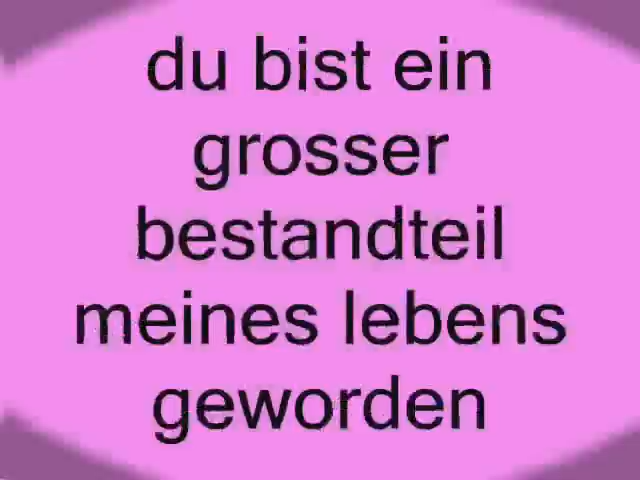 du bist ein
grosser
bestandteil
meines lebens
geworden